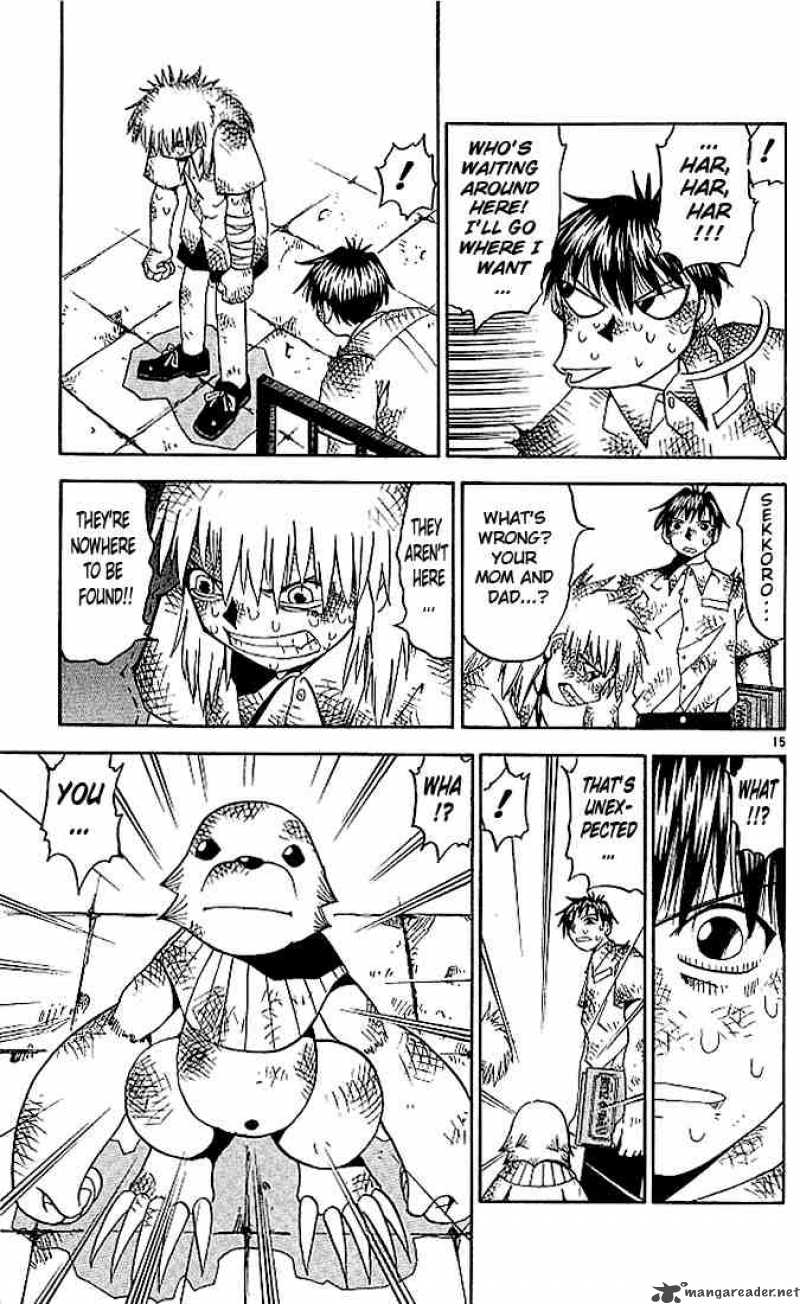 !
...
HAR,
HAR,
HAR
!!!
WHO'S
WAITING
AROUND
HERE!
I'LL GO
WHERE I
WANT
...
!
SEKKORO...
WHAT'S
WRONG?
YOUR
MOM AND
DAD...?
THEY
AREN'T
HERE
...
THEY'RE
NOWHERE
TO BE
FOUND!!
15
WHAT
!!?
THAT'S
UNEX-
PECTED
...
!
WHA
!?
YOU
...
mangareader.net